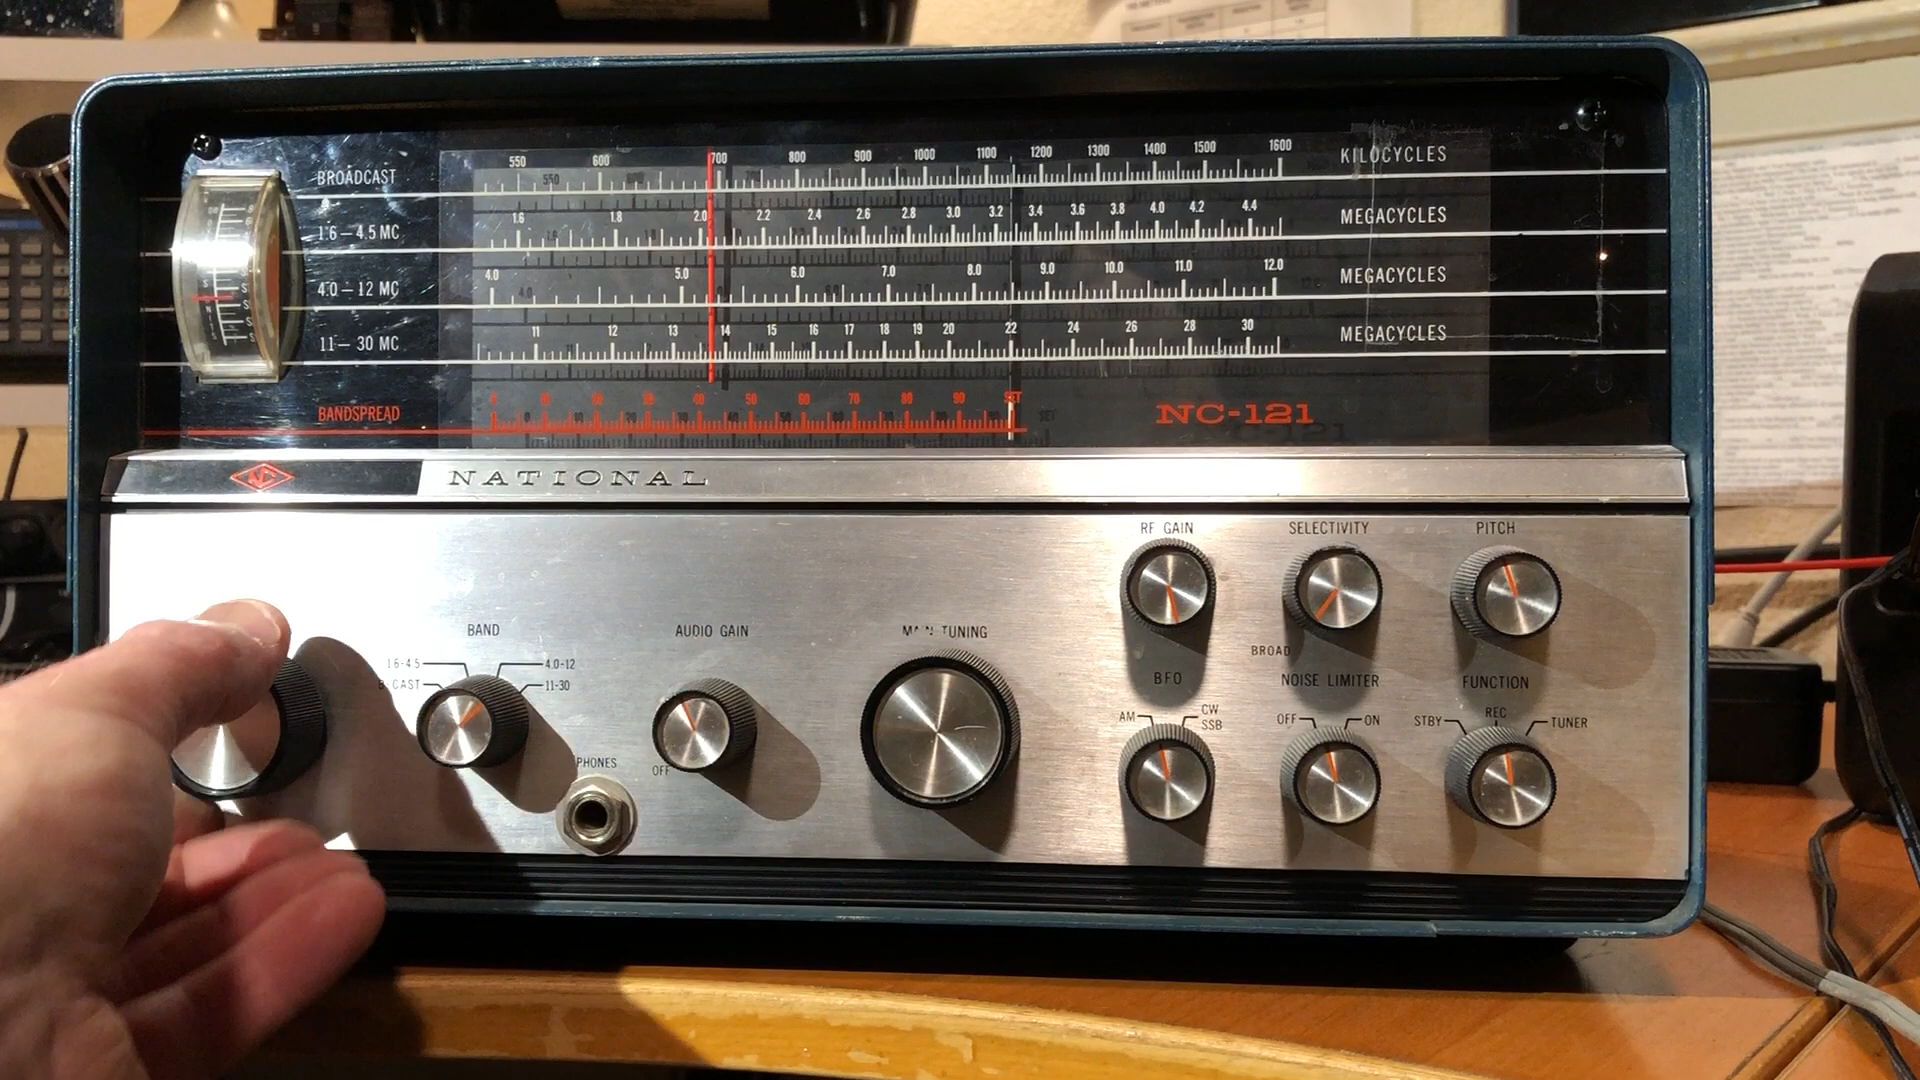 550 600 700 800 900 1000 1100 1200 1300 1400 1500 1600 KILOCYCLES
BROADCAST
1.6 1.8 2.0 2.2 2.4 2.6 2.8 3.0 3.2 3.4 3.6 3.8 4.0 4.2 4.4 MEGACYCLES
1.6-4.5 MC
4.0 5.0 6.0 7.0 8.0 9.0 10.0 11.0 12.0 MEGACYCLES
4.0-12 MC
11 12 13 14 15 16 17 18 19 20 22 24 26 28 30 MEGACYCLES
11-30 MC
30 40 50 60 70 80 90 SET
BANDSPREAD
NC-121
NC
NATIONAL
RF GAIN SELECTIVITY PITCH
BROAD
BAND AUDIO GAIN MAIN TUNING
1.6-4.5 4.0-12
B-CAST 11-30
OFF
PHONES
BFO NOISE LIMITER FUNCTION
AM CW
SSB
OFF ON
STBY REC TUNER